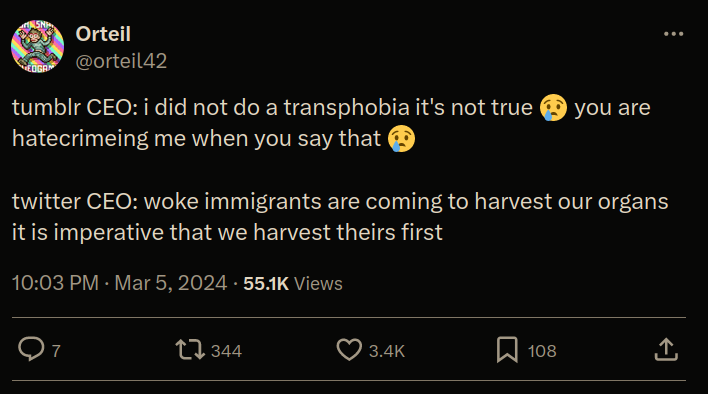 Orteil
@orteil42
tumblr CEO: i did not do a transphobia it's not true 😢 you are
hatecrimeing me when you say that 😢
twitter CEO: woke immigrants are coming to harvest our organs
it is imperative that we harvest theirs first
10:03 PM · Mar 5, 2024 · 55.1K Views
7 344 3.4K 108